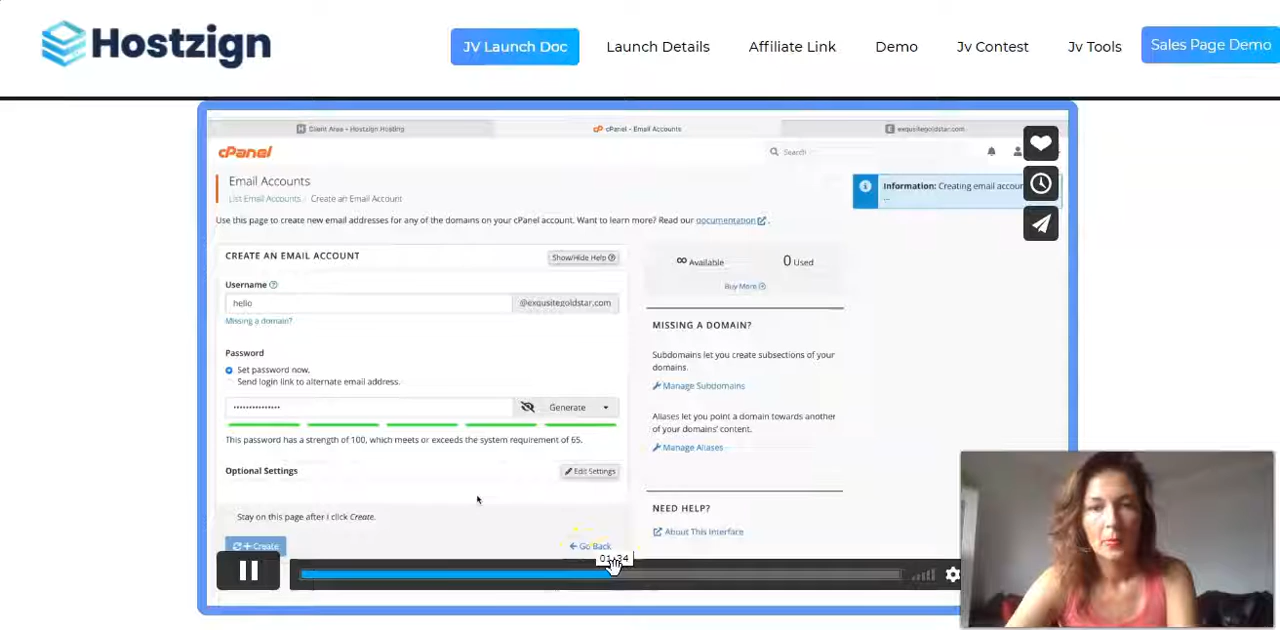 Hostzign
JV Launch Doc
Launch Details
Affiliate Link
Demo
Jv Contest
Jv Tools
Sales Page Demo
Client Area - Hostzign Hosting
cPanel - Email Accounts
exqusitegoldstar.com
cPanel
Search
Email Accounts
List Email Accounts / Create an Email Account
Information: Creating email accoun
...
Use this page to create new email addresses for any of the domains on your cPanel account. Want to learn more? Read our documentation.
CREATE AN EMAIL ACCOUNT
Show/Hide Help
Username
hello
@exqusitegoldstar.com
Missing a domain?
Password
Set password now.
Send login link to alternate email address.
Generate
This password has a strength of 100, which meets or exceeds the system requirement of 65.
Optional Settings
Edit Settings
Stay on this page after I click Create.
+ Create
Go Back
∞ Available
0 Used
Buy More
MISSING A DOMAIN?
Subdomains let you create subsections of your
domains.
Manage Subdomains
Aliases let you point a domain towards another
of your domains' content.
Manage Aliases
NEED HELP?
About This Interface
01:34